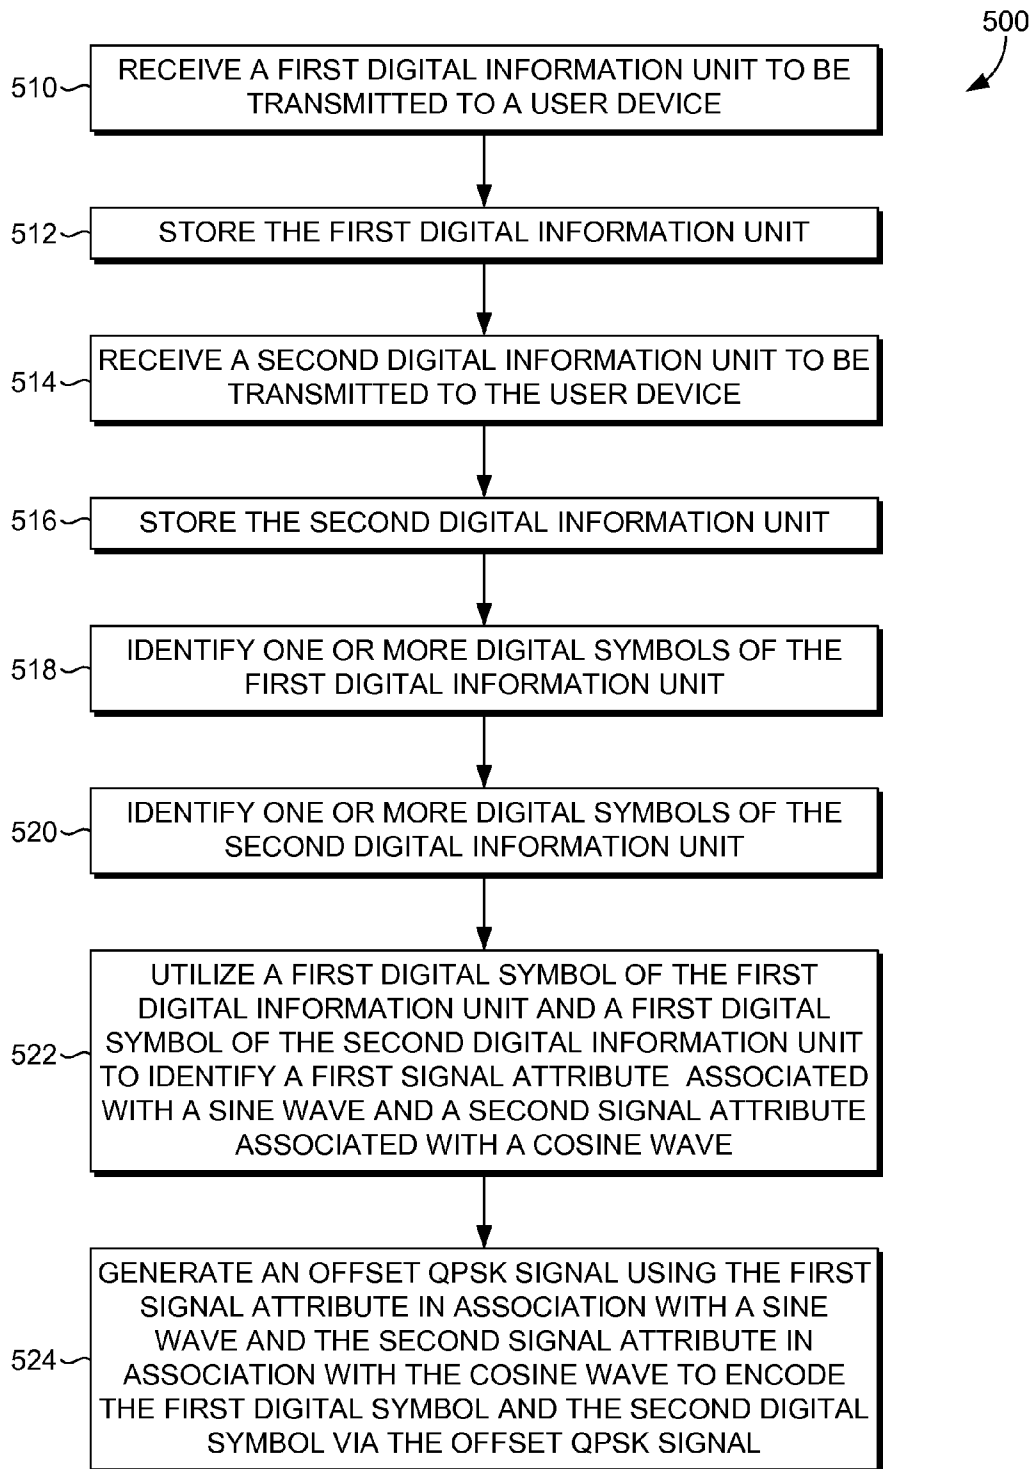 500
510
RECEIVE A FIRST DIGITAL INFORMATION UNIT TO BE
TRANSMITTED TO A USER DEVICE
512
STORE THE FIRST DIGITAL INFORMATION UNIT
514
RECEIVE A SECOND DIGITAL INFORMATION UNIT TO BE
TRANSMITTED TO THE USER DEVICE
516
STORE THE SECOND DIGITAL INFORMATION UNIT
518
IDENTIFY ONE OR MORE DIGITAL SYMBOLS OF THE
FIRST DIGITAL INFORMATION UNIT
520
IDENTIFY ONE OR MORE DIGITAL SYMBOLS OF THE
SECOND DIGITAL INFORMATION UNIT
522
UTILIZE A FIRST DIGITAL SYMBOL OF THE FIRST
DIGITAL INFORMATION UNIT AND A FIRST DIGITAL
SYMBOL OF THE SECOND DIGITAL INFORMATION UNIT
TO IDENTIFY A FIRST SIGNAL ATTRIBUTE ASSOCIATED
WITH A SINE WAVE AND A SECOND SIGNAL ATTRIBUTE
ASSOCIATED WITH A COSINE WAVE
524
GENERATE AN OFFSET QPSK SIGNAL USING THE FIRST
SIGNAL ATTRIBUTE IN ASSOCIATION WITH A SINE
WAVE AND THE SECOND SIGNAL ATTRIBUTE IN
ASSOCIATION WITH THE COSINE WAVE TO ENCODE
THE FIRST DIGITAL SYMBOL AND THE SECOND DIGITAL
SYMBOL VIA THE OFFSET QPSK SIGNAL